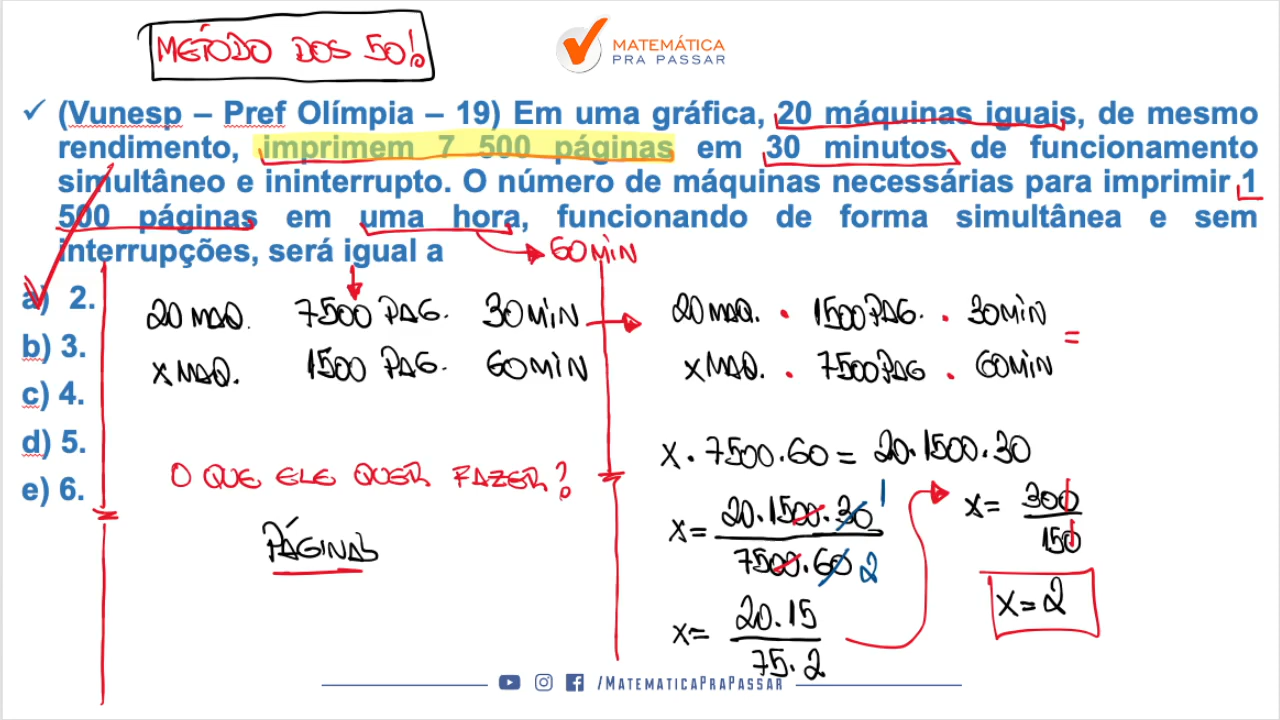 MÉTODO DOS 50!
MATEMÁTICA
PRA PASSAR
✓ (Vunesp – Pref Olímpia – 19) Em uma gráfica, 20 máquinas iguais, de mesmo
rendimento, imprimem 7 500 páginas em 30 minutos de funcionamento
simultâneo e ininterrupto. O número de máquinas necessárias para imprimir 1
500 páginas em uma hora, funcionando de forma simultânea e sem
interrupções, será igual a
60 MIN
a) 2.
b) 3.
c) 4.
d) 5.
e) 6.
20 MAQ. 7500 PAG. 30 MIN
X MAQ. 1500 PAG. 60 MIN
O QUE ELE QUER FAZER?
PÁGINAS
20 MAQ. . 1500 PAG. . 30 MIN =
X MAQ. . 7500 PAG . 60 MIN
X . 7500 . 60 = 20 . 1500 . 30
X = 20 . 1500 . 30 1
7500 . 60 2
X = 20 . 15
75 . 2
X = 300
150
X = 2
/MATEMATICAPRAPASSAR